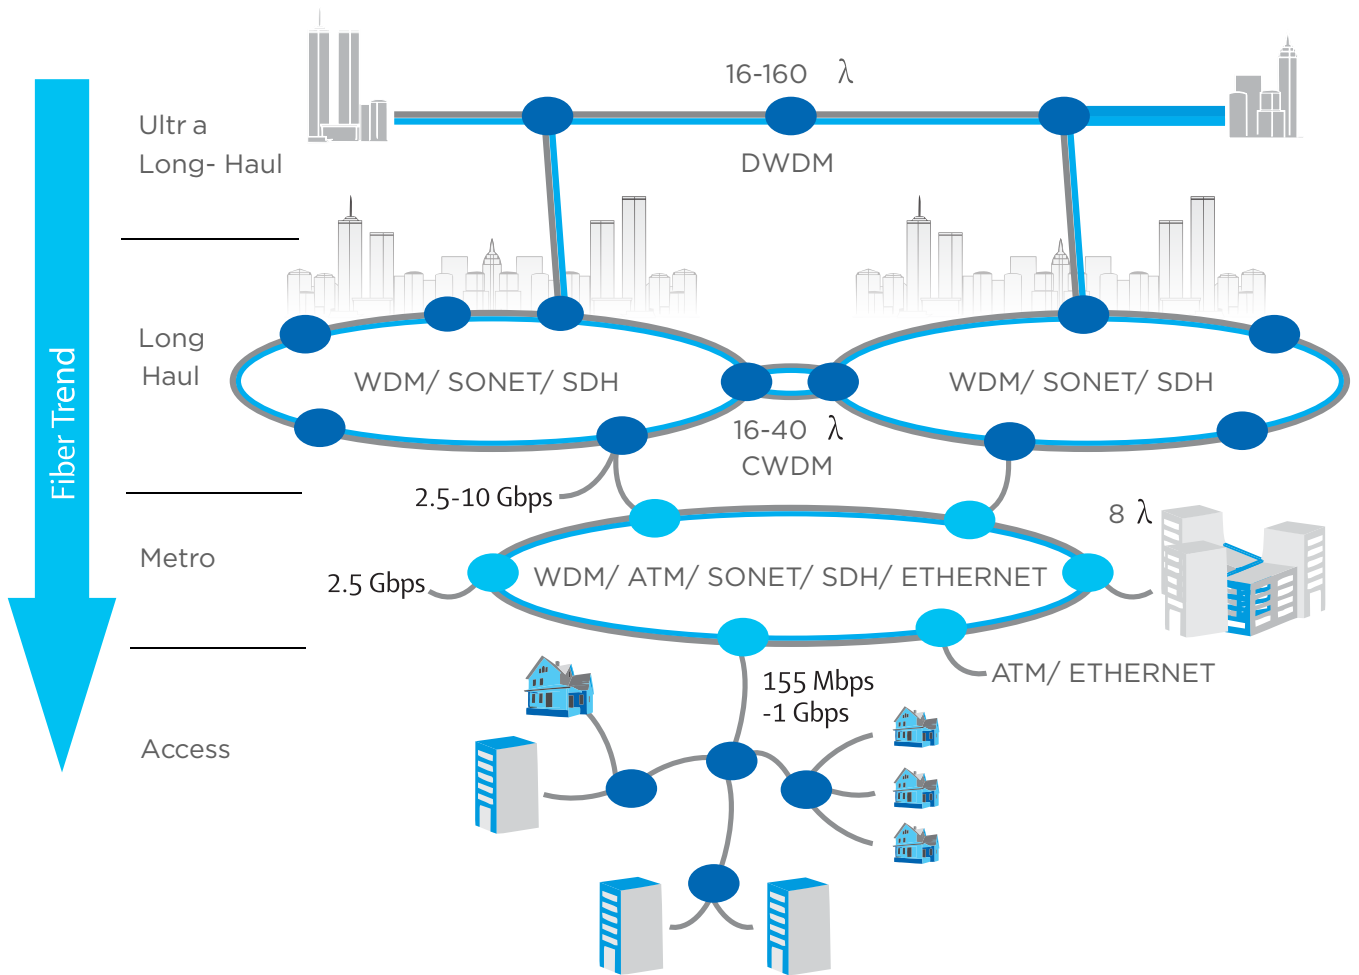 16-160 λ
Ultr a
Long- Haul
DWDM
Fiber Trend
Long
Haul
WDM/ SONET/ SDH
WDM/ SONET/ SDH
16-40 λ
CWDM
2.5-10 Gbps
8 λ
Metro
2.5 Gbps
WDM/ ATM/ SONET/ SDH/ ETHERNET
ATM/ ETHERNET
155 Mbps
-1 Gbps
Access